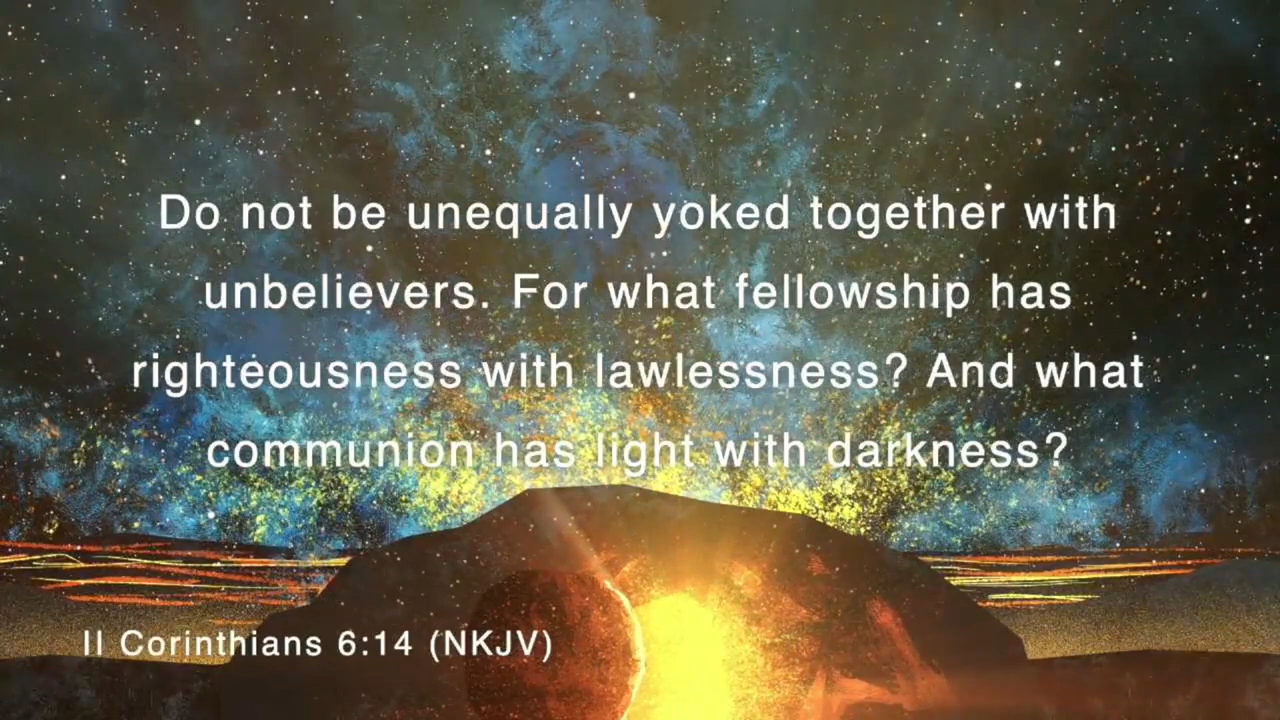 Do not be unequally yoked together with
unbelievers. For what fellowship has
righteousness with lawlessness? And what
communion has light with darkness?
II Corinthians 6:14 (NKJV)